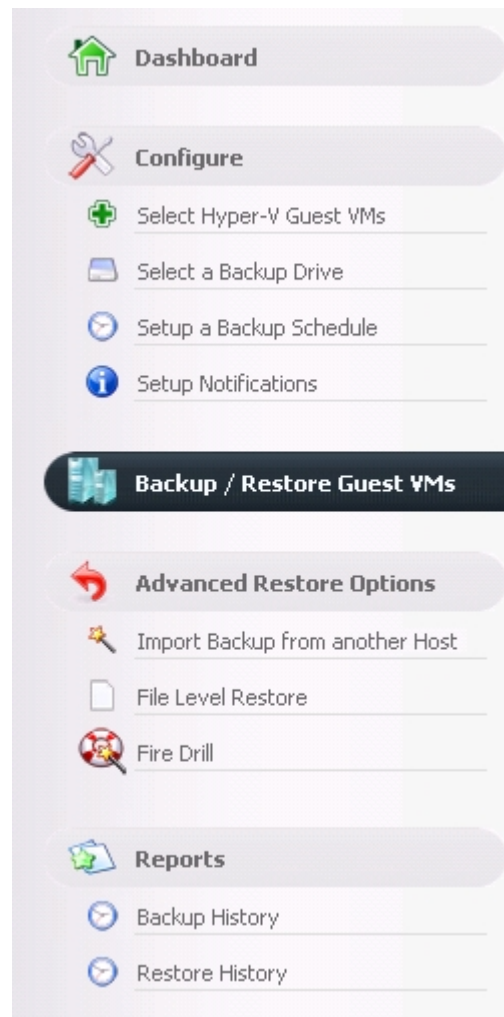 Dashboard
Configure
Select Hyper-V Guest VMs
Select a Backup Drive
Setup a Backup Schedule
Setup Notifications
Backup / Restore Guest VMs
Advanced Restore Options
Import Backup from another Host
File Level Restore
Fire Drill
Reports
Backup History
Restore History